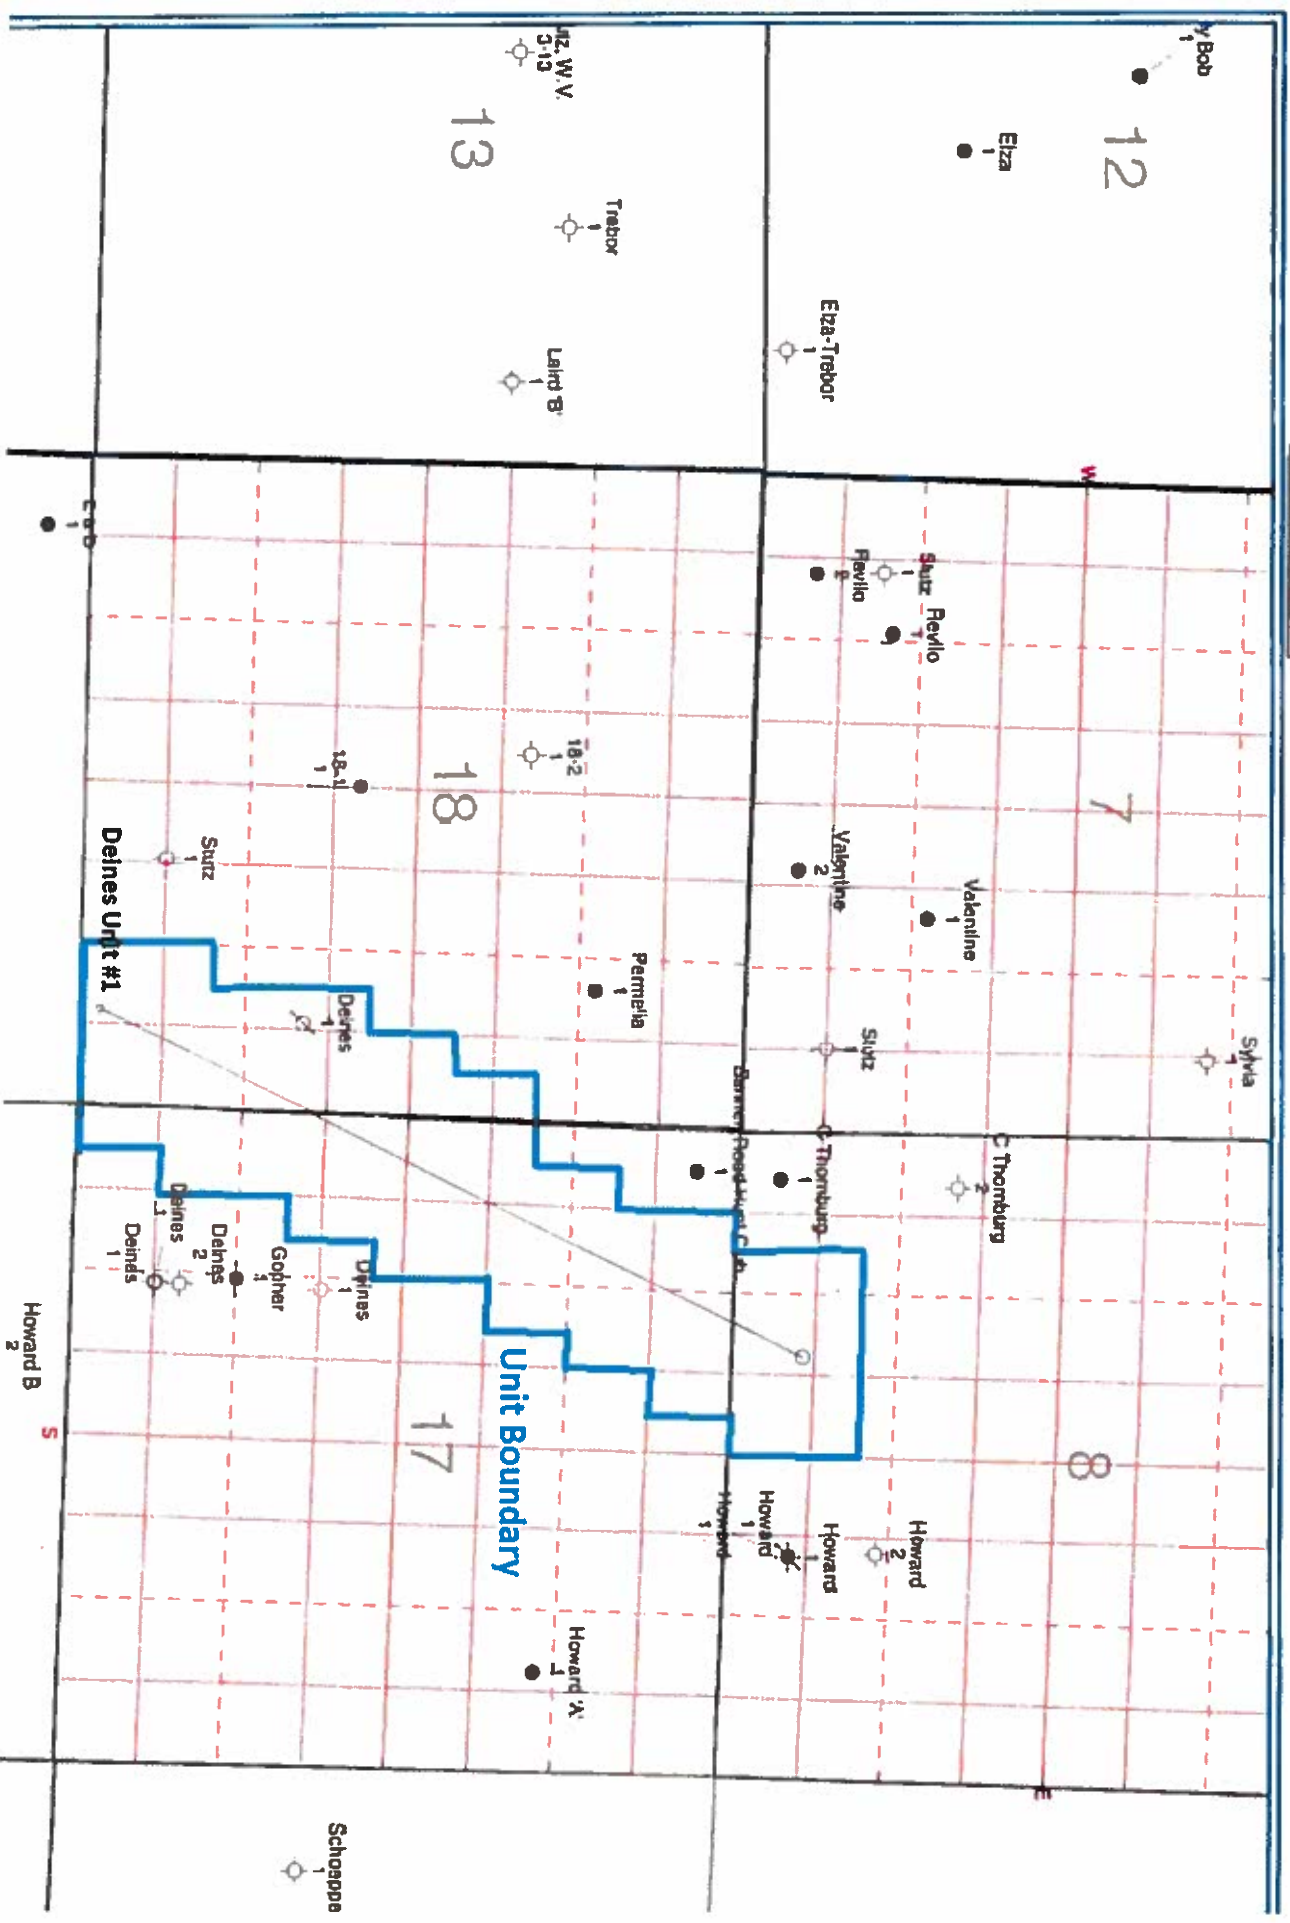 1
12
Elza
1
W. V.
3-13
13
Trebor
1
Elza-Trebor
1
Laird 'B'
1
W
1
Stutz
1
Revilo
2
Revilo
1
7
18-2
1
18-1
1
18
Stutz
1
Valentine
2
Valentine
1
Deines Unit #1
Permelia
1
Deines
1
Stutz
1
Sylvia
1
C Thornburg
1
C Thornburg
2
1
Deines
1
Deines
1
Deines
2
Gopher
1
Deines
1
Howard B
2
S
17
Unit Boundary
8
Howard
1
Howard
1
Howard
1
Howard
2
Howard 'A'
1
E
Schoeppe
1